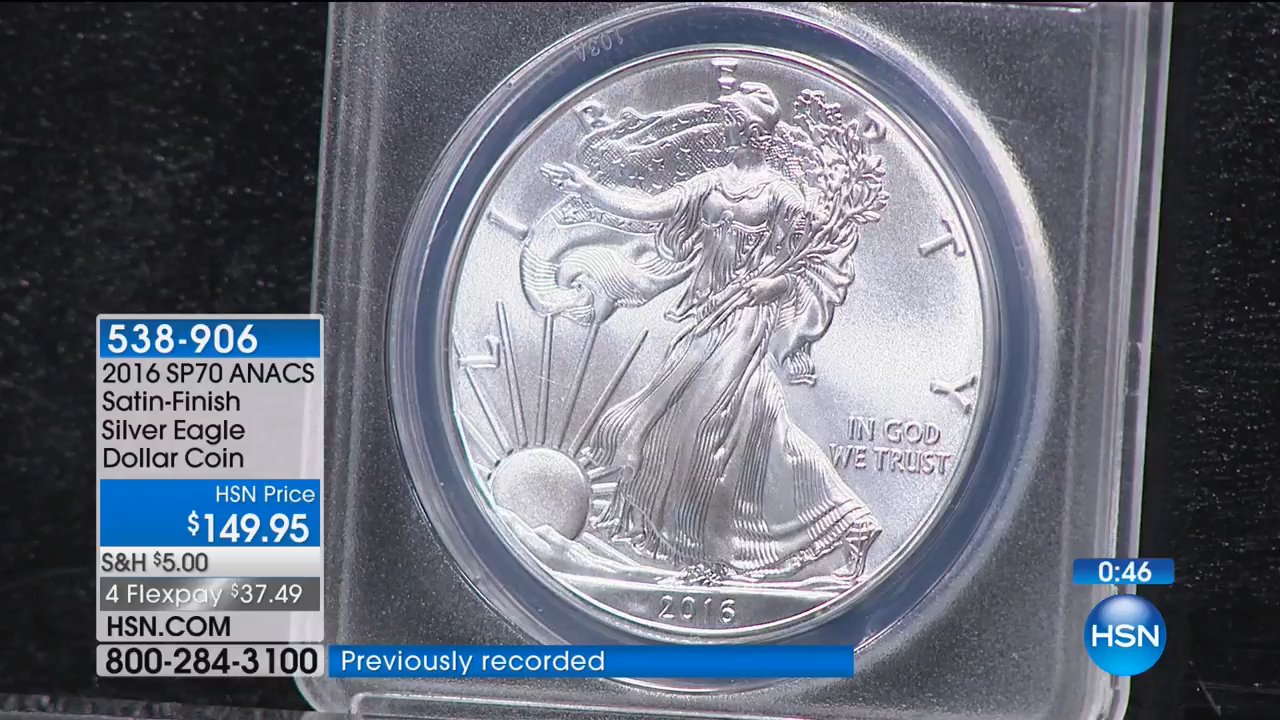 LIBERTY
IN GOD
WE TRUST
2016
538-906
2016 SP70 ANACS
Satin-Finish
Silver Eagle
Dollar Coin
HSN Price
$149.95
S&H $5.00
4 Flexpay $37.49
HSN.COM
800-284-3100
Previously recorded
0:46
HSN